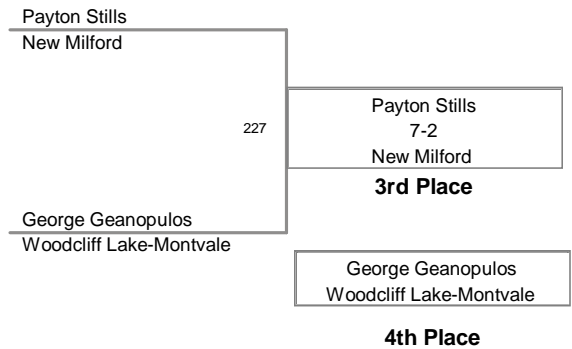 Payton Stills
New Milford
227
Payton Stills
7-2
New Milford
3rd Place
George Geanopulos
Woodcliff Lake-Montvale
George Geanopulos
Woodcliff Lake-Montvale
4th Place